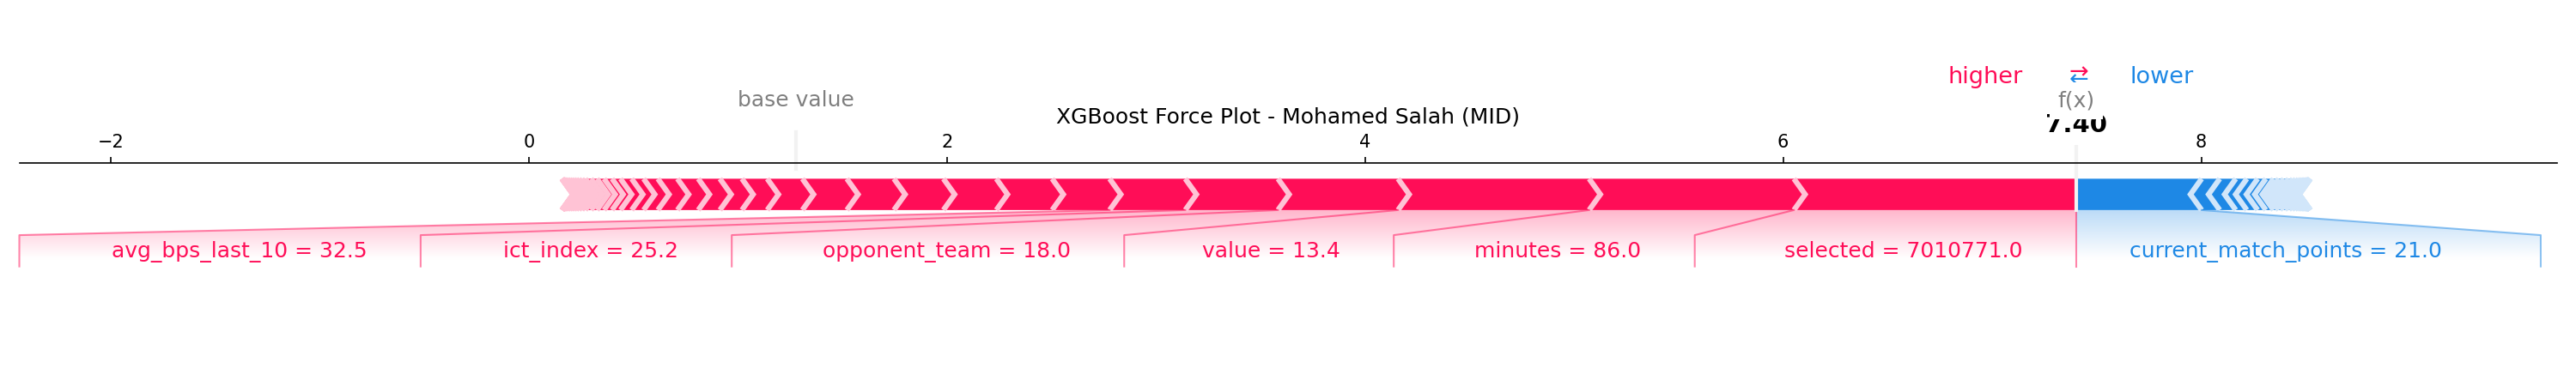 higher ⇄ lower
base value
f(x)
XGBoost Force Plot - Mohamed Salah (MID)
7.40
−2 0 2 4 6 8
avg_bps_last_10 = 32.5 ict_index = 25.2 opponent_team = 18.0 value = 13.4 minutes = 86.0 selected = 7010771.0 current_match_points = 21.0